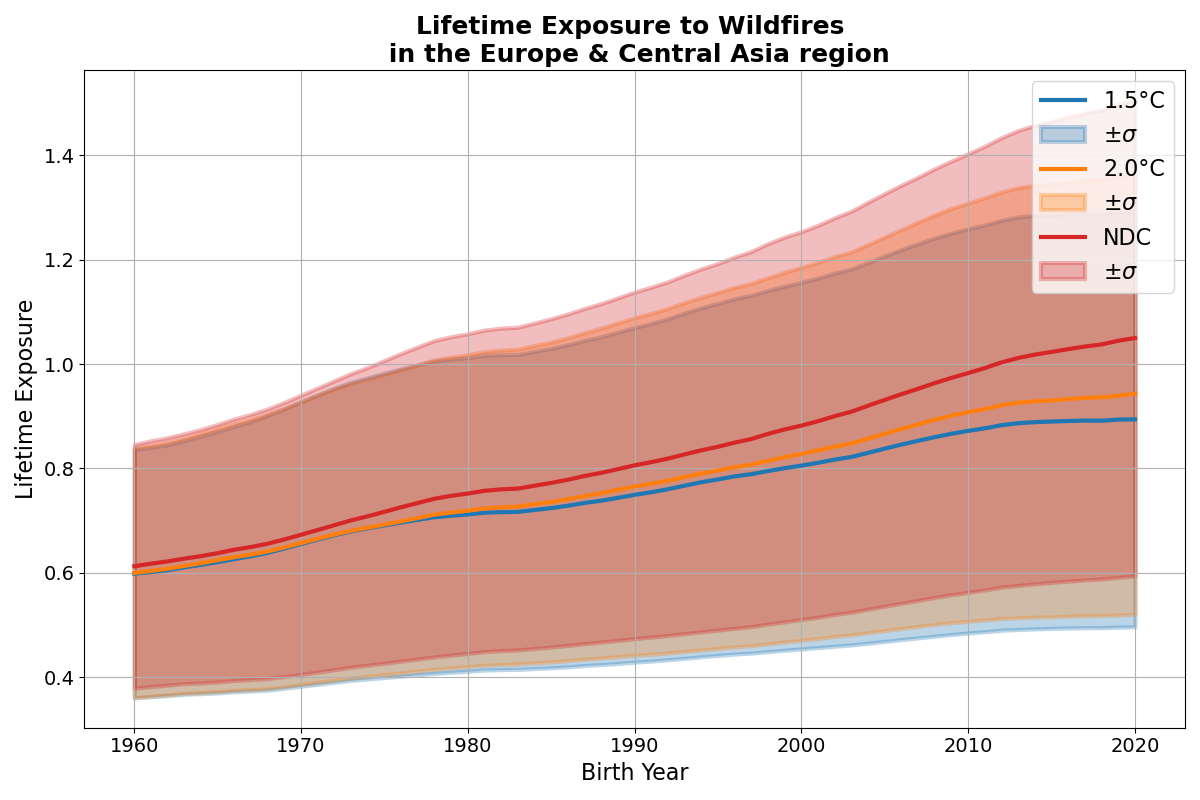 Lifetime Exposure to Wildfires
in the Europe & Central Asia region
Lifetime Exposure
1.4
1.2
1.0
0.8
0.6
0.4
1.5°C
±σ
2.0°C
±σ
NDC
±σ
1960 1970 1980 1990 2000 2010 2020
Birth Year